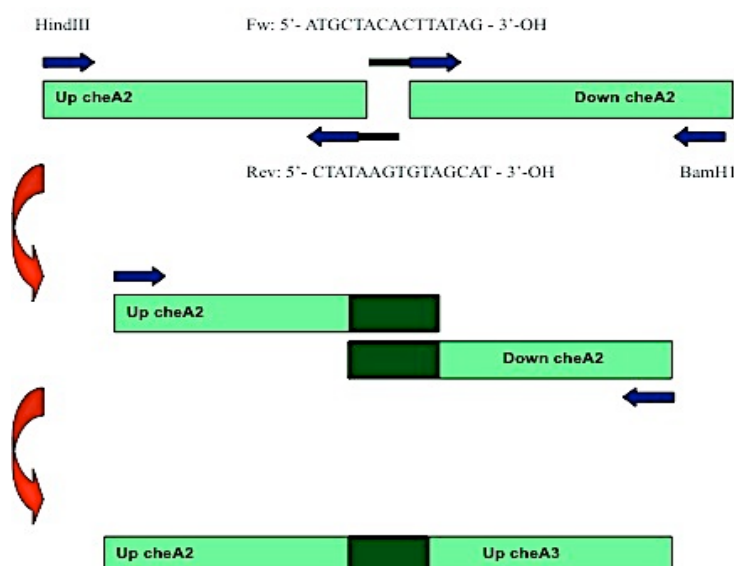 HindIII Fw: 5'- ATGCTACACTTATAG - 3'-OH
Up cheA2 Down cheA2
Rev: 5'- CTATAAGTGTAGCAT - 3'-OH BamH1
Up cheA2
Down cheA2
Up cheA2 Up cheA3